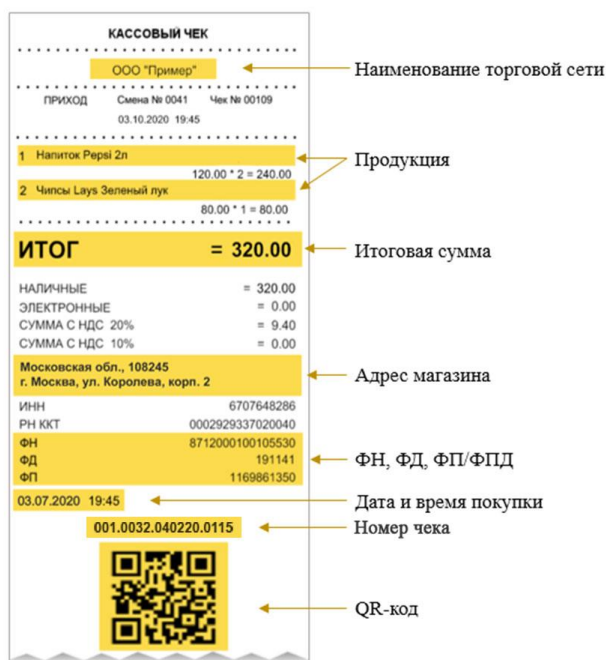 КАССОВЫЙ ЧЕК
ООО "Пример"
Наименование торговой сети
ПРИХОД Смена № 0041 Чек № 00109
03.10.2020 19:45
1 Напиток Pepsi 2л
Продукция
120.00 * 2 = 240.00
2 Чипсы Lays Зеленый лук
80.00 * 1 = 80.00
ИТОГ = 320.00
Итоговая сумма
НАЛИЧНЫЕ = 320.00
ЭЛЕКТРОННЫЕ = 0.00
СУММА С НДС 20% = 9.40
СУММА С НДС 10% = 0.00
Московская обл., 108245
г. Москва, ул. Королева, корп. 2
Адрес магазина
ИНН 6707648286
РН ККТ 0002929337020040
ФН 8712000100105530
ФД 191141
ФП 1169861350
ФН, ФД, ФП/ФПД
03.07.2020 19:45
Дата и время покупки
001.0032.040220.0115
Номер чека
QR-код